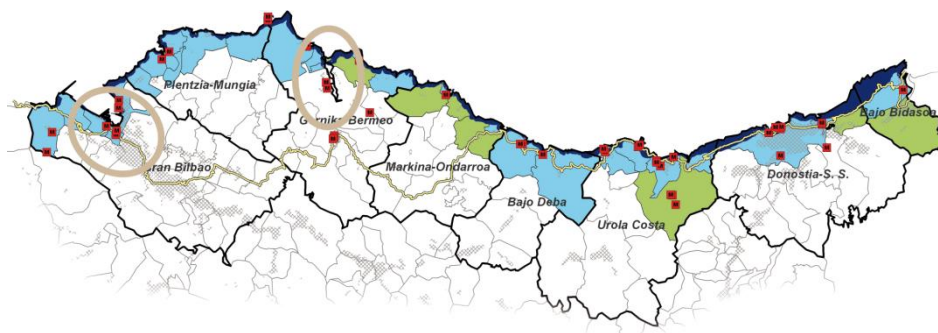 Plentzia-Mungia
Gernika-Bermeo
Bajo Bidasoa
Gran Bilbao
Markina-Ondarroa
Donostia-S. S.
Bajo Deba
Urola Costa